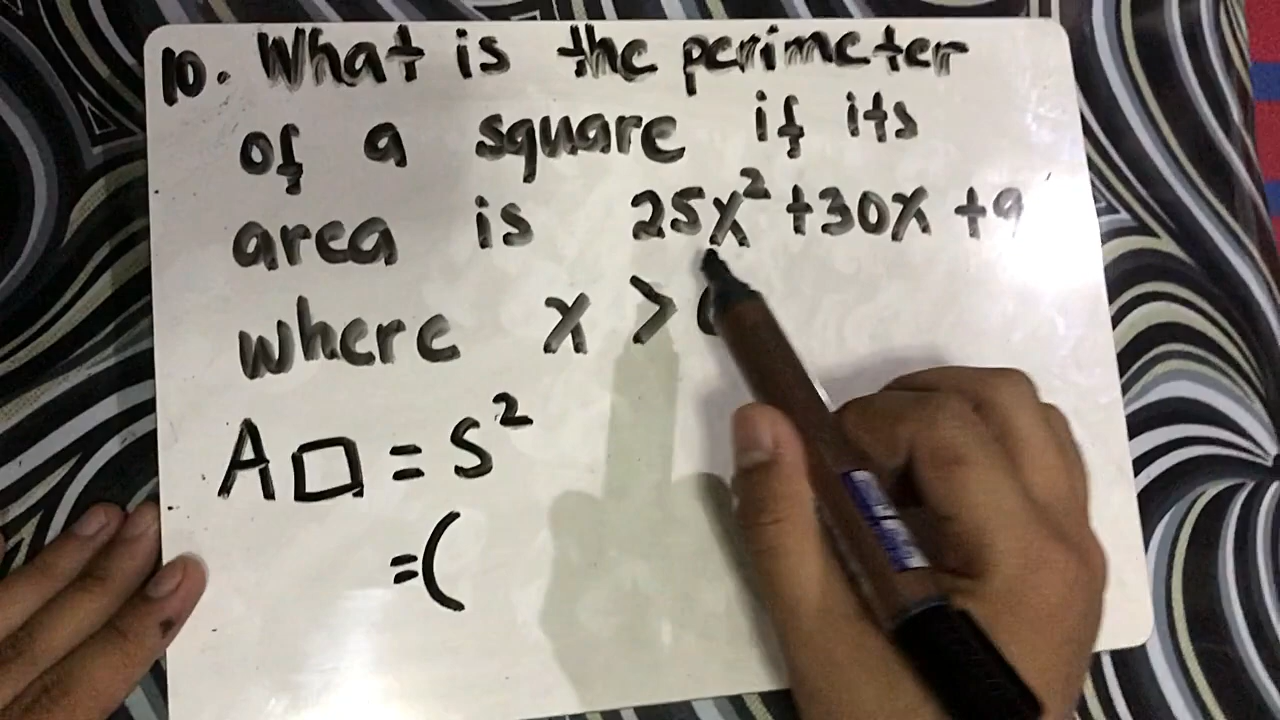 10. What is the perimeter
of a square if its
area is 25x² +30x +9
where x >
A□ = S²
=(